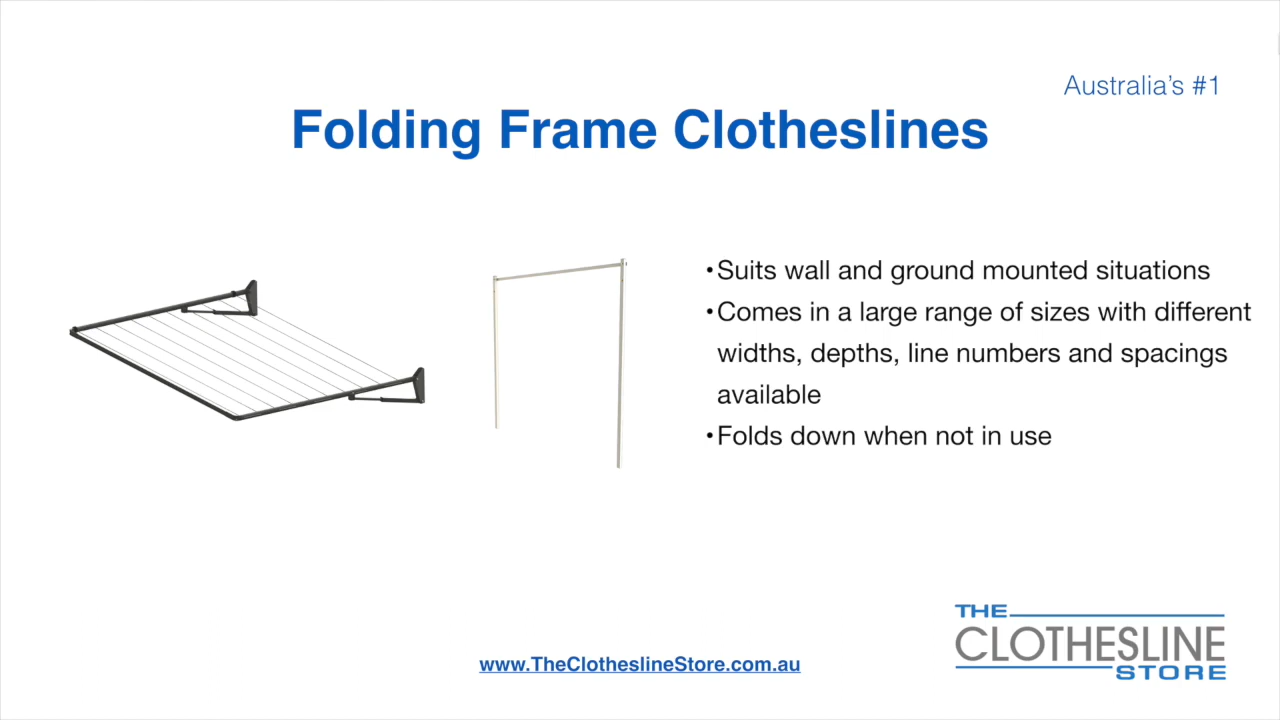 Australia's #1
Folding Frame Clotheslines
•Suits wall and ground mounted situations
•Comes in a large range of sizes with different
widths, depths, line numbers and spacings
available
•Folds down when not in use
www.TheClotheslineStore.com.au
THE
CLOTHESLINE
STORE